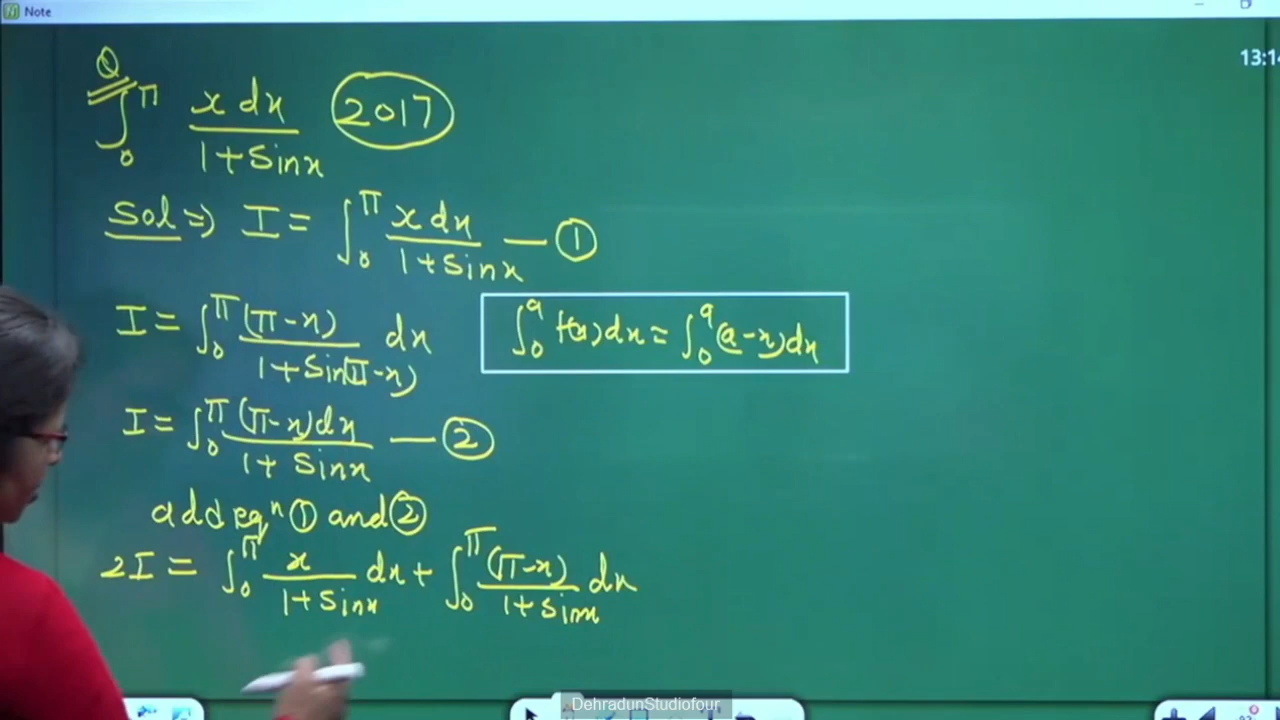 Note
13:14
Q
∫₀^π x dx / 1+sinx 2017
Sol ⇒ I = ∫₀^π x dx / 1+sinx — ①
I = ∫₀^π (π-x) / 1+sin(π-x) dx
∫₀^a f(x)dx = ∫₀^a (a-x)dx
I = ∫₀^π (π-x)dx / 1+sinx — ②
add eqⁿ ① and ②
2I = ∫₀^π x / 1+sinx dx + ∫₀^π (π-x) / 1+sinx dx
DehradunStudiofour